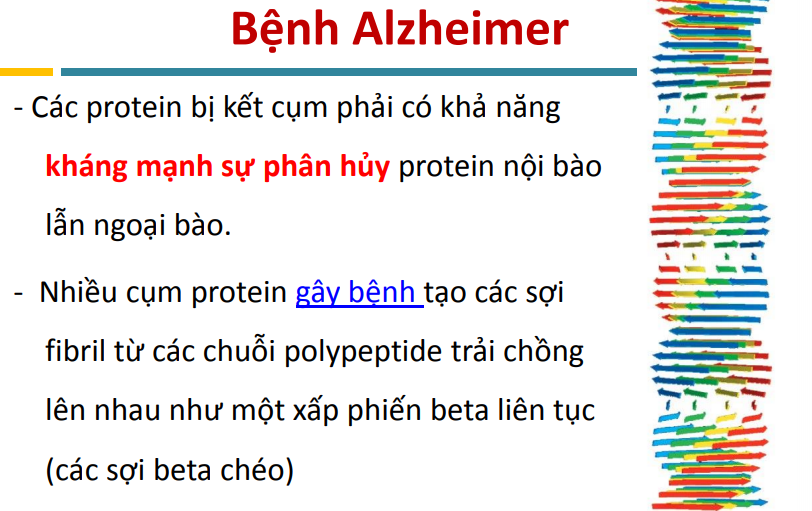 Bệnh Alzheimer
- Các protein bị kết cụm phải có khả năng
kháng mạnh sự phân hủy protein nội bào
lẫn ngoại bào.
- Nhiều cụm protein gây bệnh tạo các sợi
fibril từ các chuỗi polypeptide trải chồng
lên nhau như một xấp phiến beta liên tục
(các sợi beta chéo)